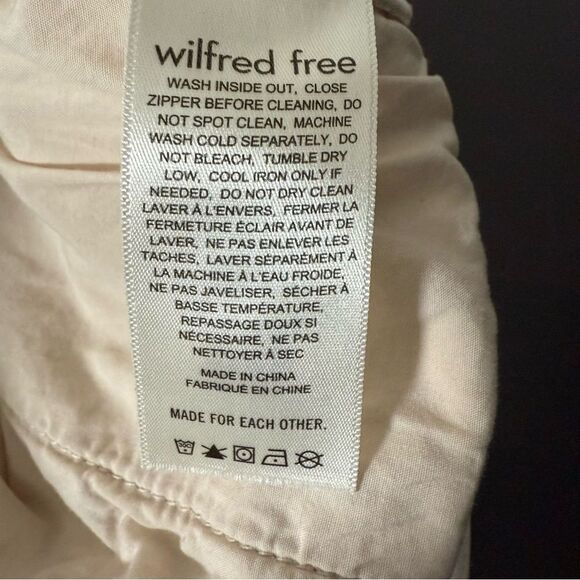 wilfred free
WASH INSIDE OUT, CLOSE
ZIPPER BEFORE CLEANING, DO
NOT SPOT CLEAN, MACHINE
WASH COLD SEPARATELY, DO
NOT BLEACH, TUMBLE DRY
LOW, COOL IRON ONLY IF
NEEDED, DO NOT DRY CLEAN
LAVER À L'ENVERS, FERMER LA
FERMETURE ÉCLAIR AVANT DE
LAVER, NE PAS ENLEVER LES
TACHES, LAVER SÉPARÉMENT À
LA MACHINE À L'EAU FROIDE,
NE PAS JAVELISER, SÉCHER À
BASSE TEMPÉRATURE,
REPASSAGE DOUX SI
NÉCESSAIRE, NE PAS
NETTOYER À SEC
MADE IN CHINA
FABRIQUÉ EN CHINE
MADE FOR EACH OTHER.